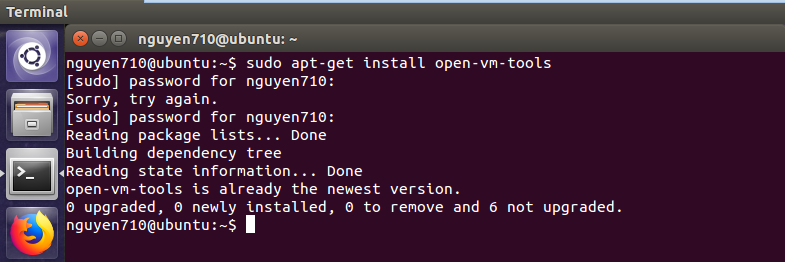 Terminal
nguyen710@ubuntu: ~
nguyen710@ubuntu:~$ sudo apt-get install open-vm-tools
[sudo] password for nguyen710:
Sorry, try again.
[sudo] password for nguyen710:
Reading package lists... Done
Building dependency tree
Reading state information... Done
open-vm-tools is already the newest version.
0 upgraded, 0 newly installed, 0 to remove and 6 not upgraded.
nguyen710@ubuntu:~$